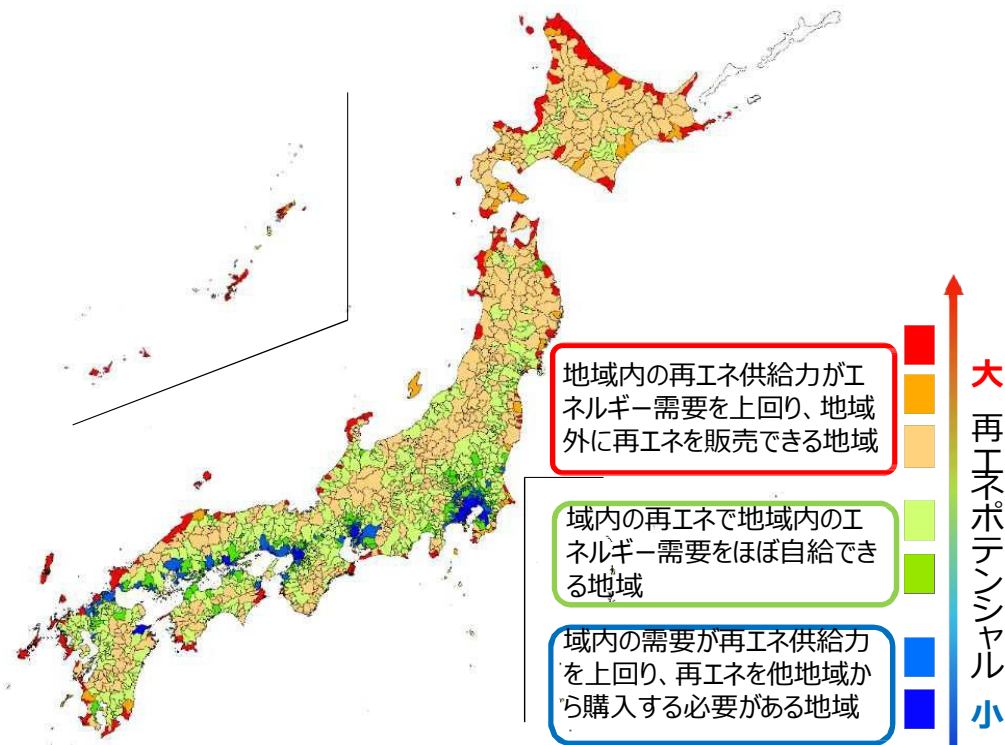 地域内の再エネ供給力がエ
ネルギー需要を上回り、地域
外に再エネを販売できる地域
域内の再エネで地域内のエ
ネルギー需要をほぼ自給でき
る地域
域内の需要が再エネ供給力
を上回り、再エネを他地域か
ら購入する必要がある地域
大
再エネポテンシャル
小